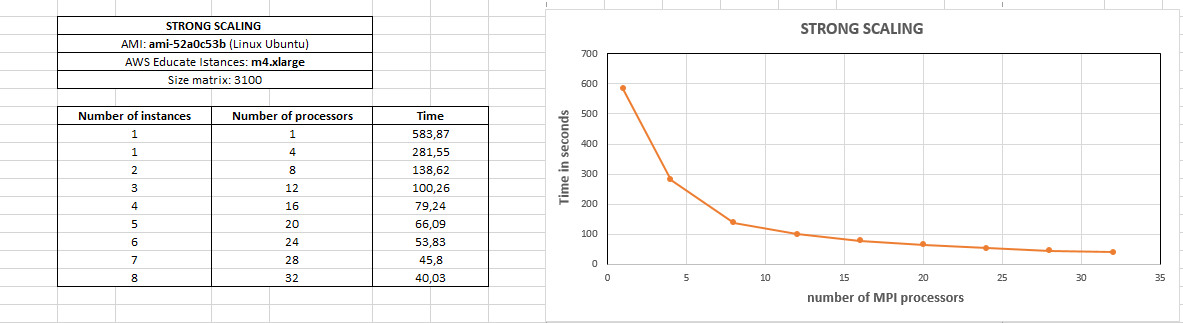 STRONG SCALING
AMI: ami-52a0c53b (Linux Ubuntu)
AWS Educate Istances: m4.xlarge
Size matrix: 3100
Number of instances Number of processors Time
1 1 583,87
1 4 281,55
2 8 138,62
3 12 100,26
4 16 79,24
5 20 66,09
6 24 53,83
7 28 45,8
8 32 40,03
STRONG SCALING
Time in seconds
700
600
500
400
300
200
100
0
0 5 10 15 20 25 30 35
number of MPI processors